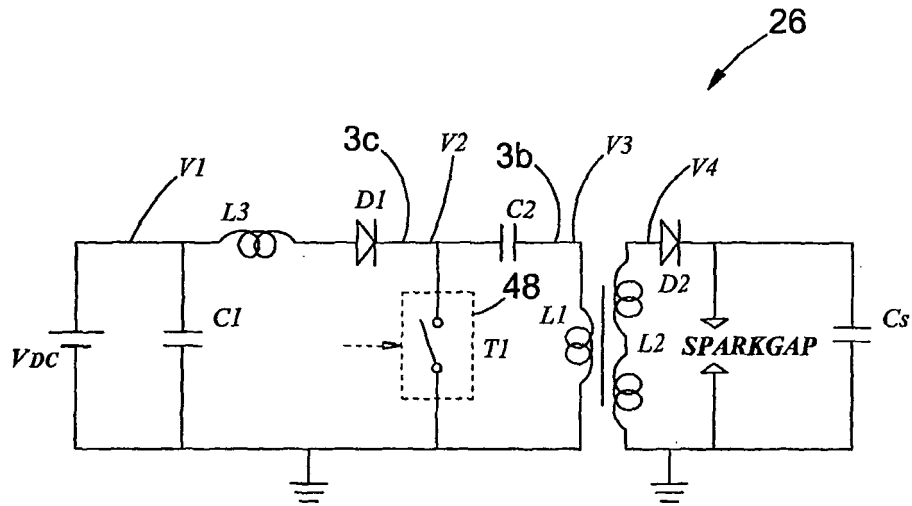 26
3c
V2
V3
3b
V1
V4
L3
D1
C2
D2
48
C1
L1
T1
L2
SPARKGAP
Cs
VDC